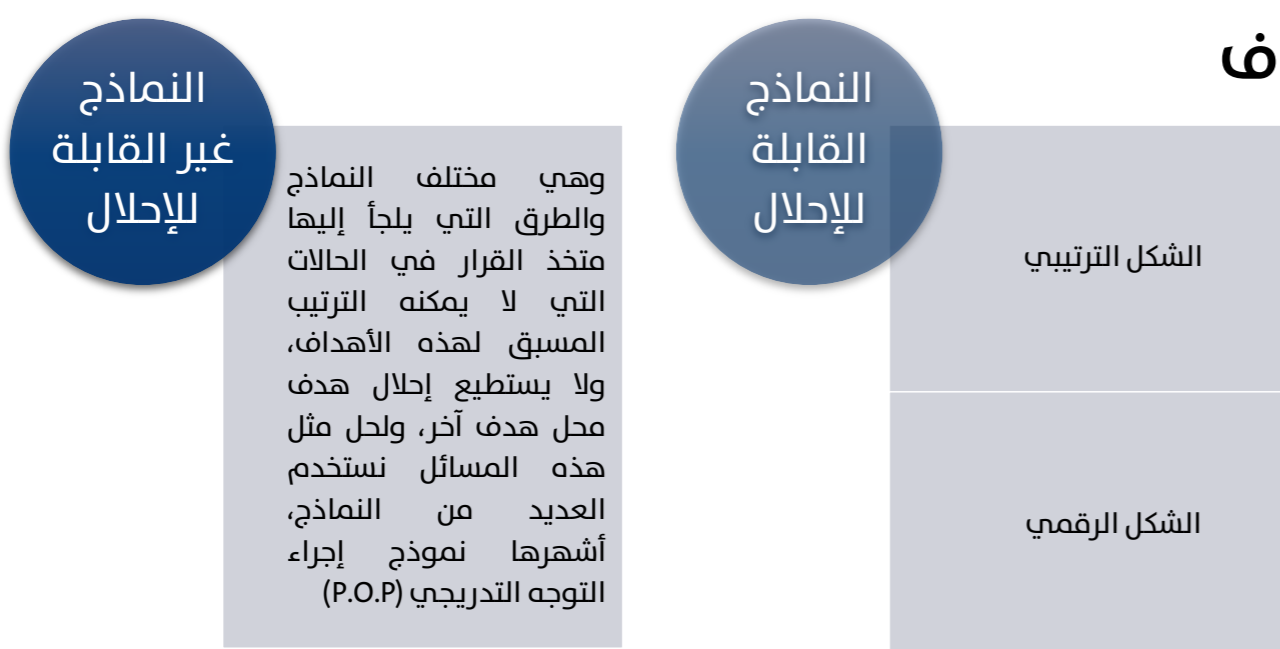 ف
النماذج
القابلة
للإحلال
الشكل الترتيبي
الشكل الرقمي
النماذج
غير القابلة
للإحلال
وهي مختلف النماذج
والطرق التي يلجأ إليها
متخذ القرار في الحالات
التي لا يمكنه الترتيب
المسبق لهذه الأهداف،
ولا يستطيع إحلال هدف
محل هدف آخر، ولحل مثل
هذه المسائل نستخدم
العديد من النماذج،
أشهرها نموذج إجراء
التوجه التدريجي (P.O.P)